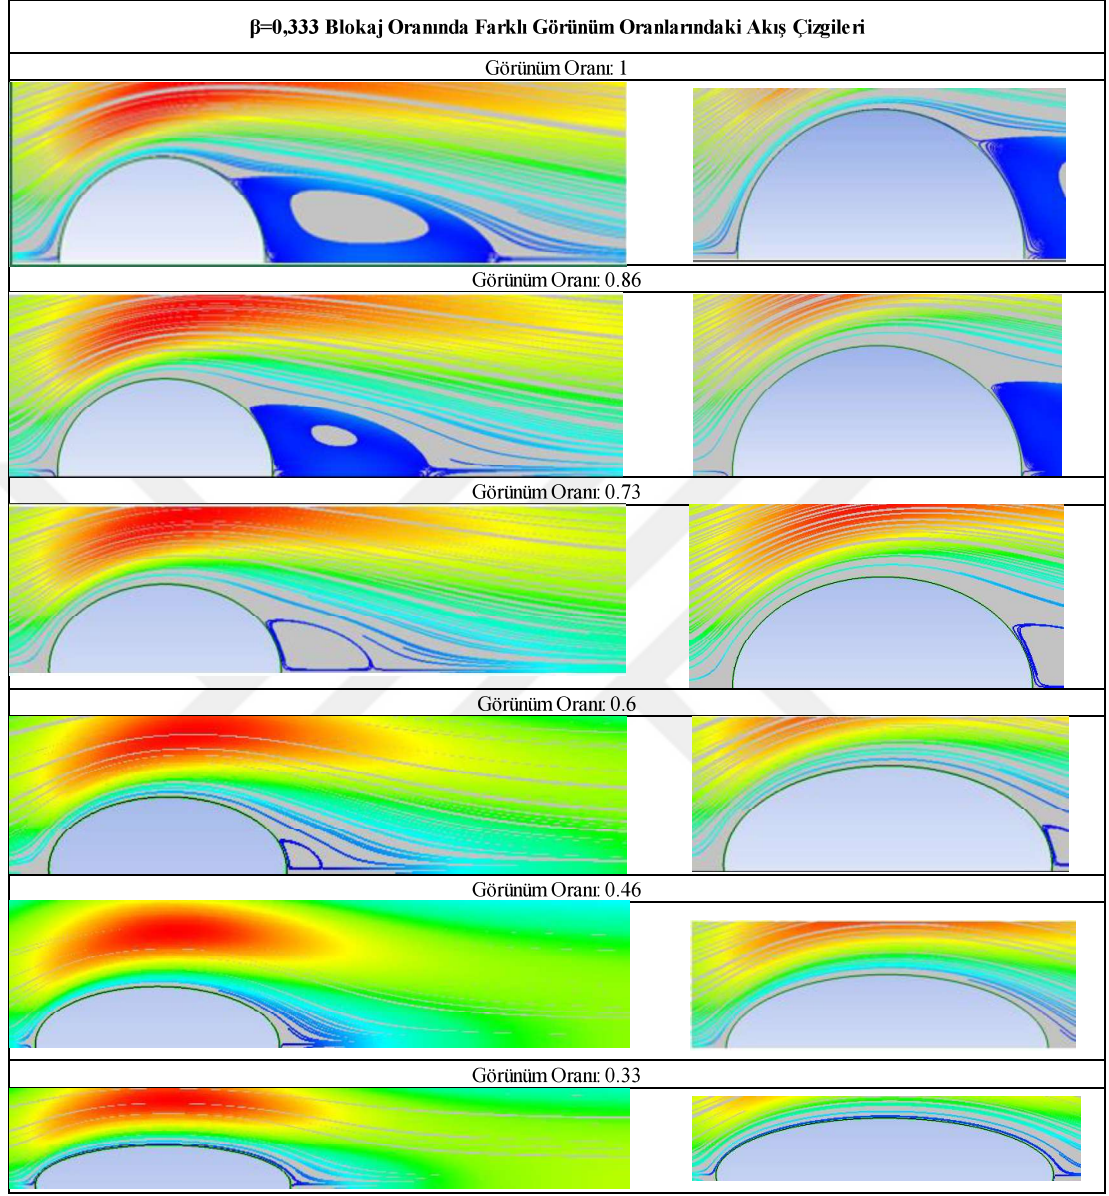 β=0,333 Blokaj Oranında Farklı Görünüm Oranlarındaki Akış Çizgileri
Görünüm Oranı: 1
Görünüm Oranı: 0.86
Görünüm Oranı: 0.73
Görünüm Oranı: 0.6
Görünüm Oranı: 0.46
Görünüm Oranı: 0.33